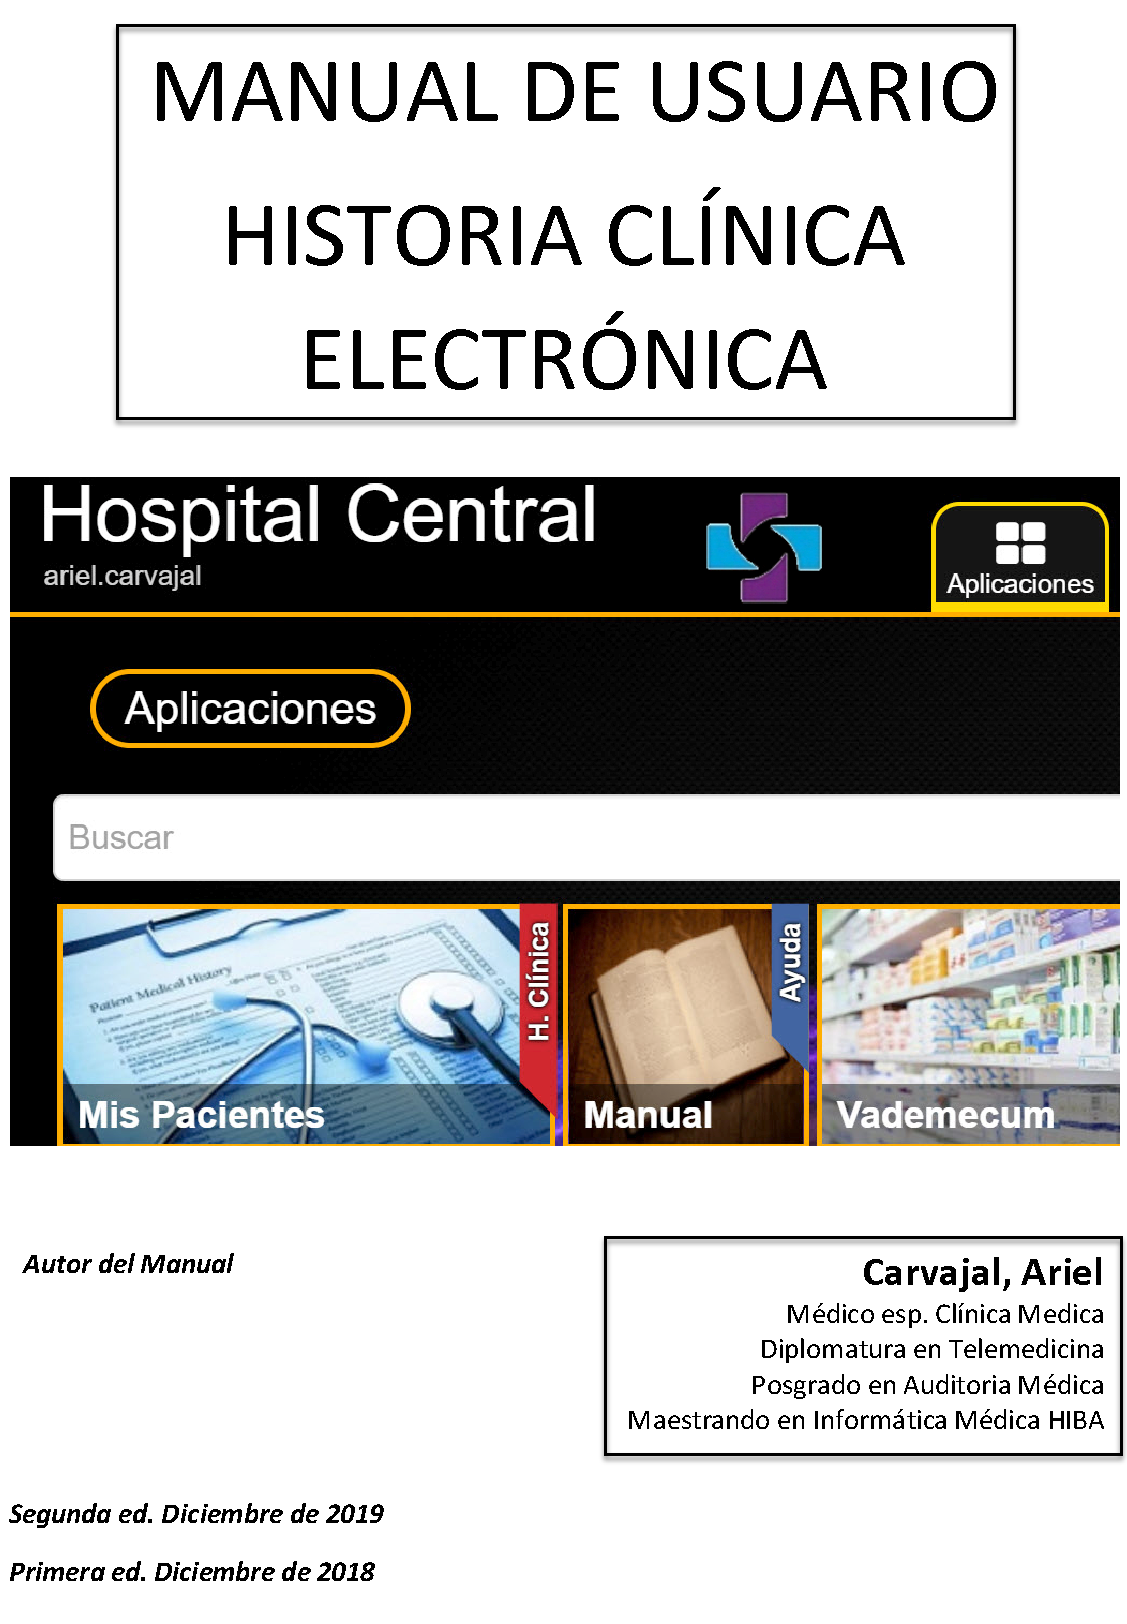 MANUAL DE USUARIO
HISTORIA CLÍNICA
ELECTRÓNICA
Hospital Central
ariel.carvajal
Aplicaciones
Aplicaciones
Buscar
Patient Medical History
H. Clínica
Ayuda
Mis Pacientes
Manual
Vademecum
Autor del Manual
Carvajal, Ariel
Médico esp. Clínica Medica
Diplomatura en Telemedicina
Posgrado en Auditoria Médica
Maestrando en Informática Médica HIBA
Segunda ed. Diciembre de 2019
Primera ed. Diciembre de 2018